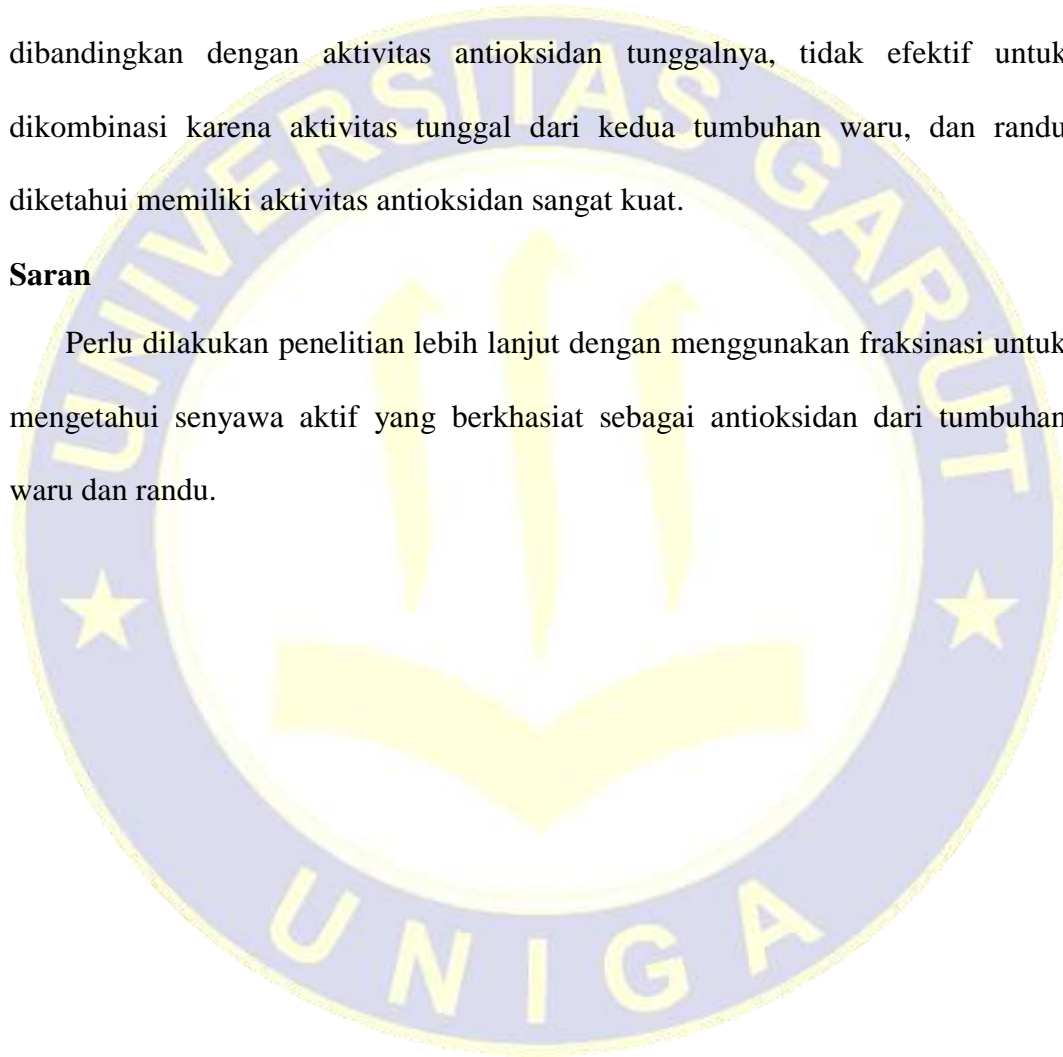 dibandingkan dengan aktivitas antioksidan tunggalnya, tidak efektif untuk
dikombinasi karena aktivitas tunggal dari kedua tumbuhan waru, dan randu
diketahui memiliki aktivitas antioksidan sangat kuat.
Saran
Perlu dilakukan penelitian lebih lanjut dengan menggunakan fraksinasi untuk
mengetahui senyawa aktif yang berkhasiat sebagai antioksidan dari tumbuhan
waru dan randu.
UNIVERSITAS GARUT
UNIGA